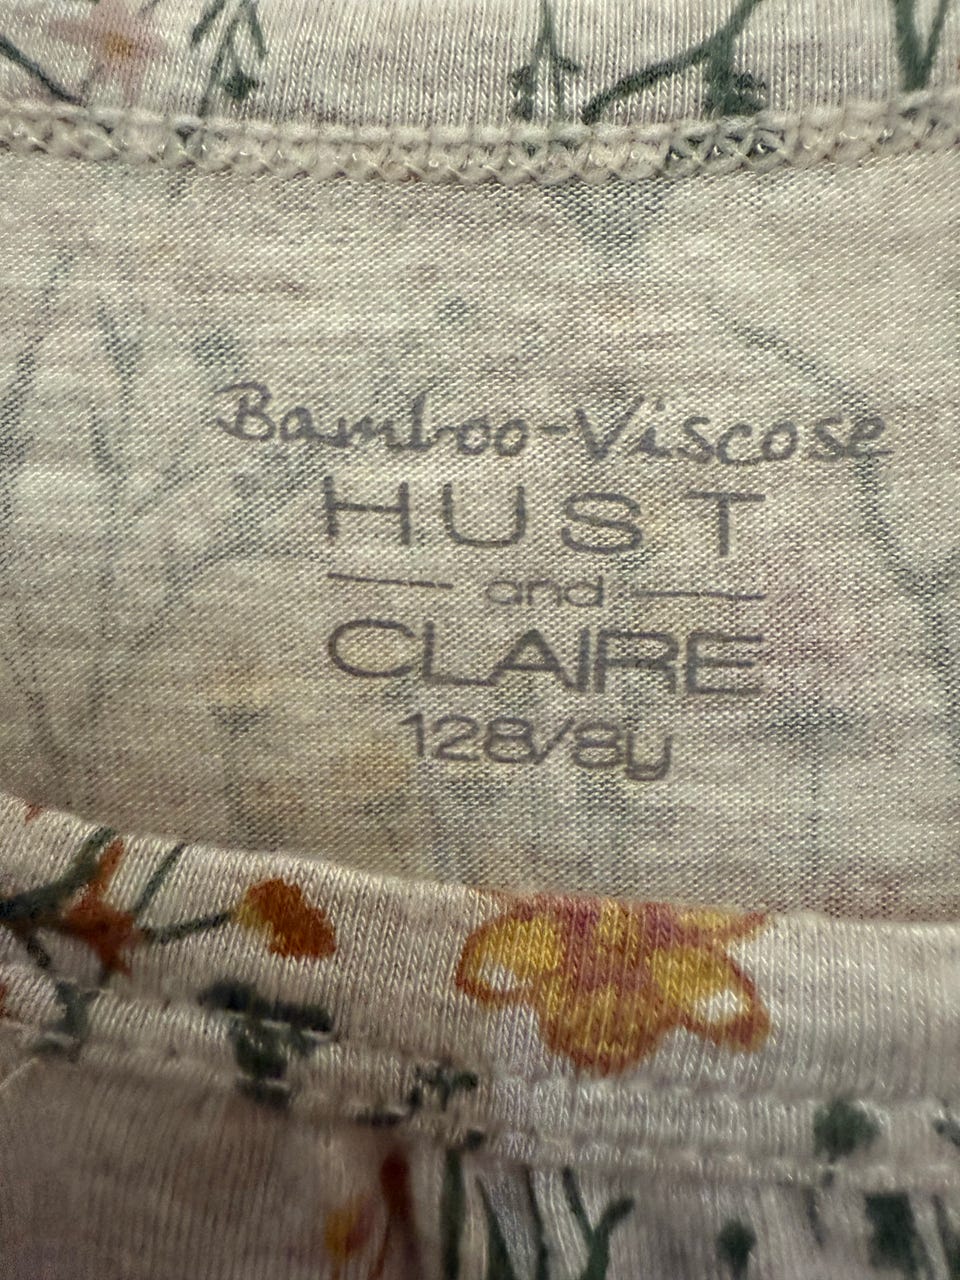 Bamboo-Viscose
HUST
and
CLAIRE
128/8y